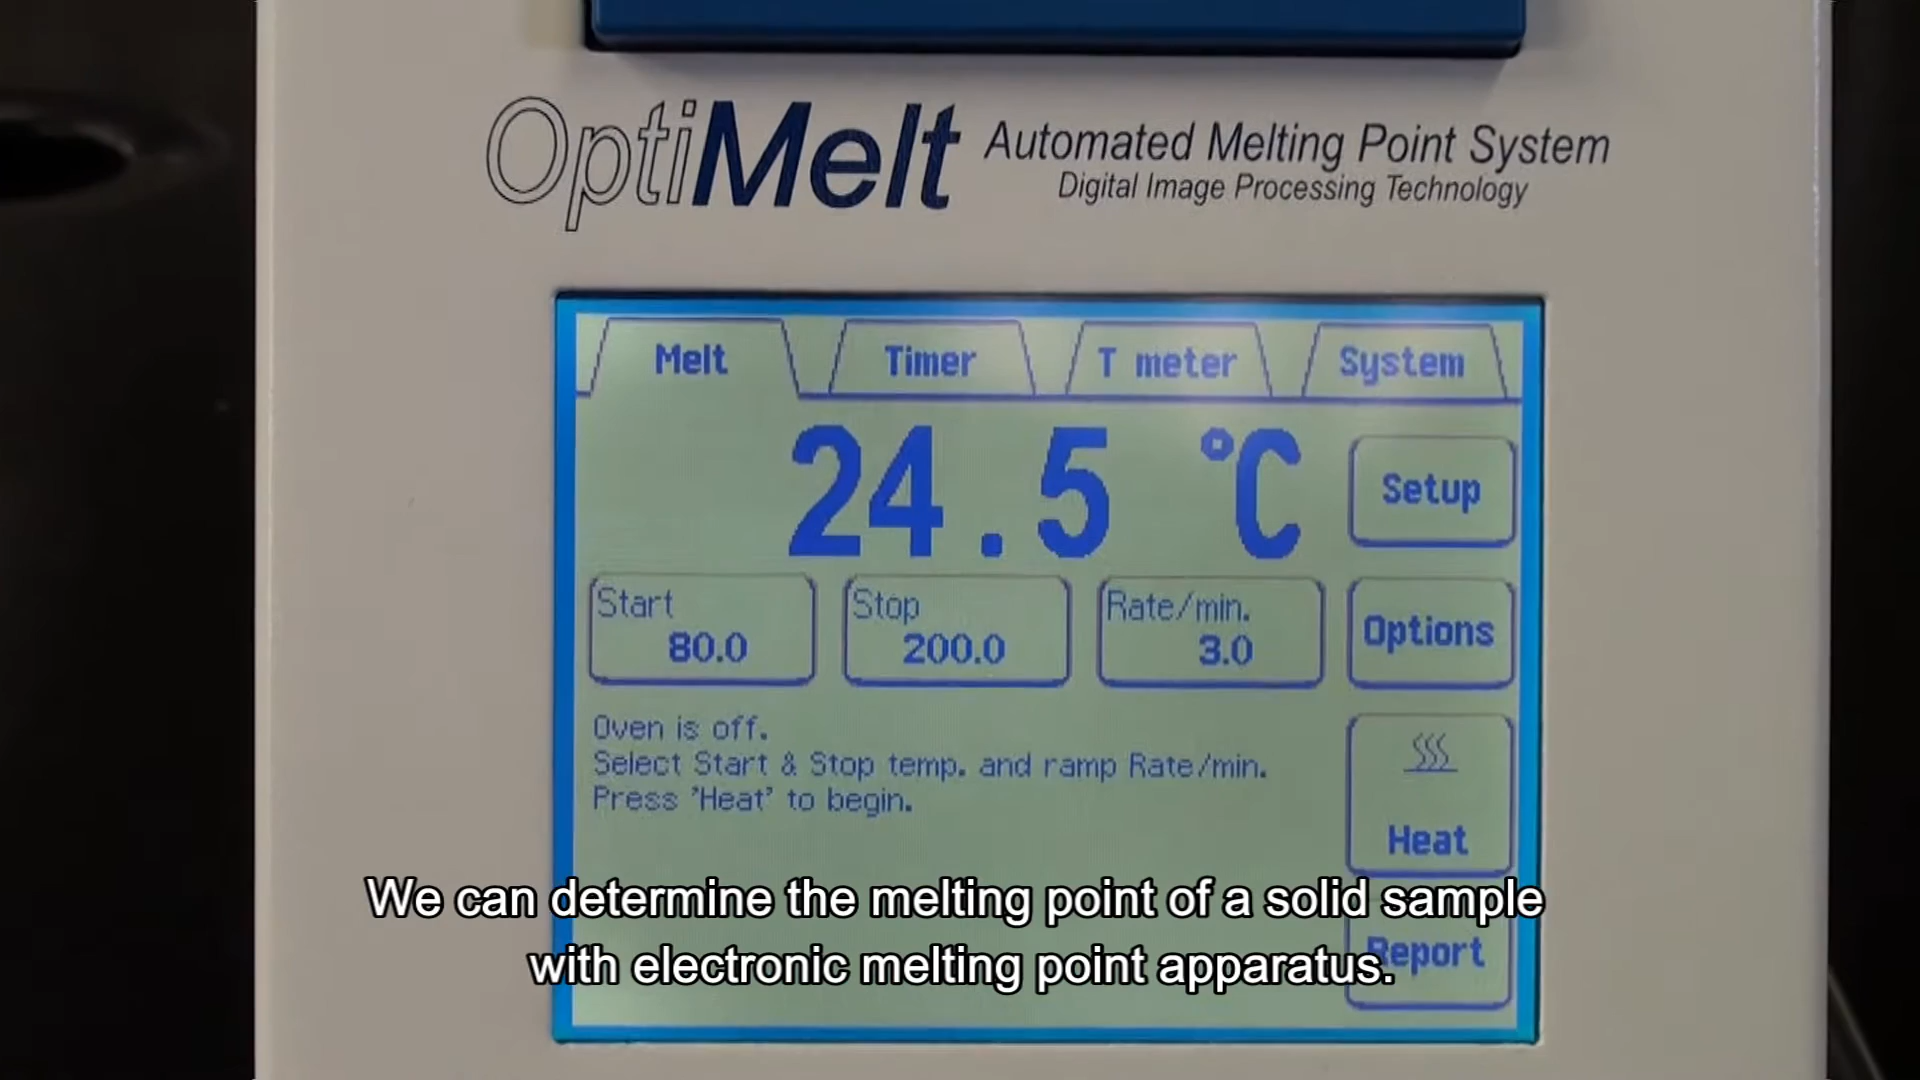 OptiMelt Automated Melting Point System
Digital Image Processing Technology
Melt Timer T meter System
24.5 °C
Setup
Start Stop Rate/min.
80.0 200.0 3.0
Options
Oven is off.
Select Start & Stop temp. and ramp Rate/min.
Press 'Heat' to begin.
Heat
Report
We can determine the melting point of a solid sample
with electronic melting point apparatus.